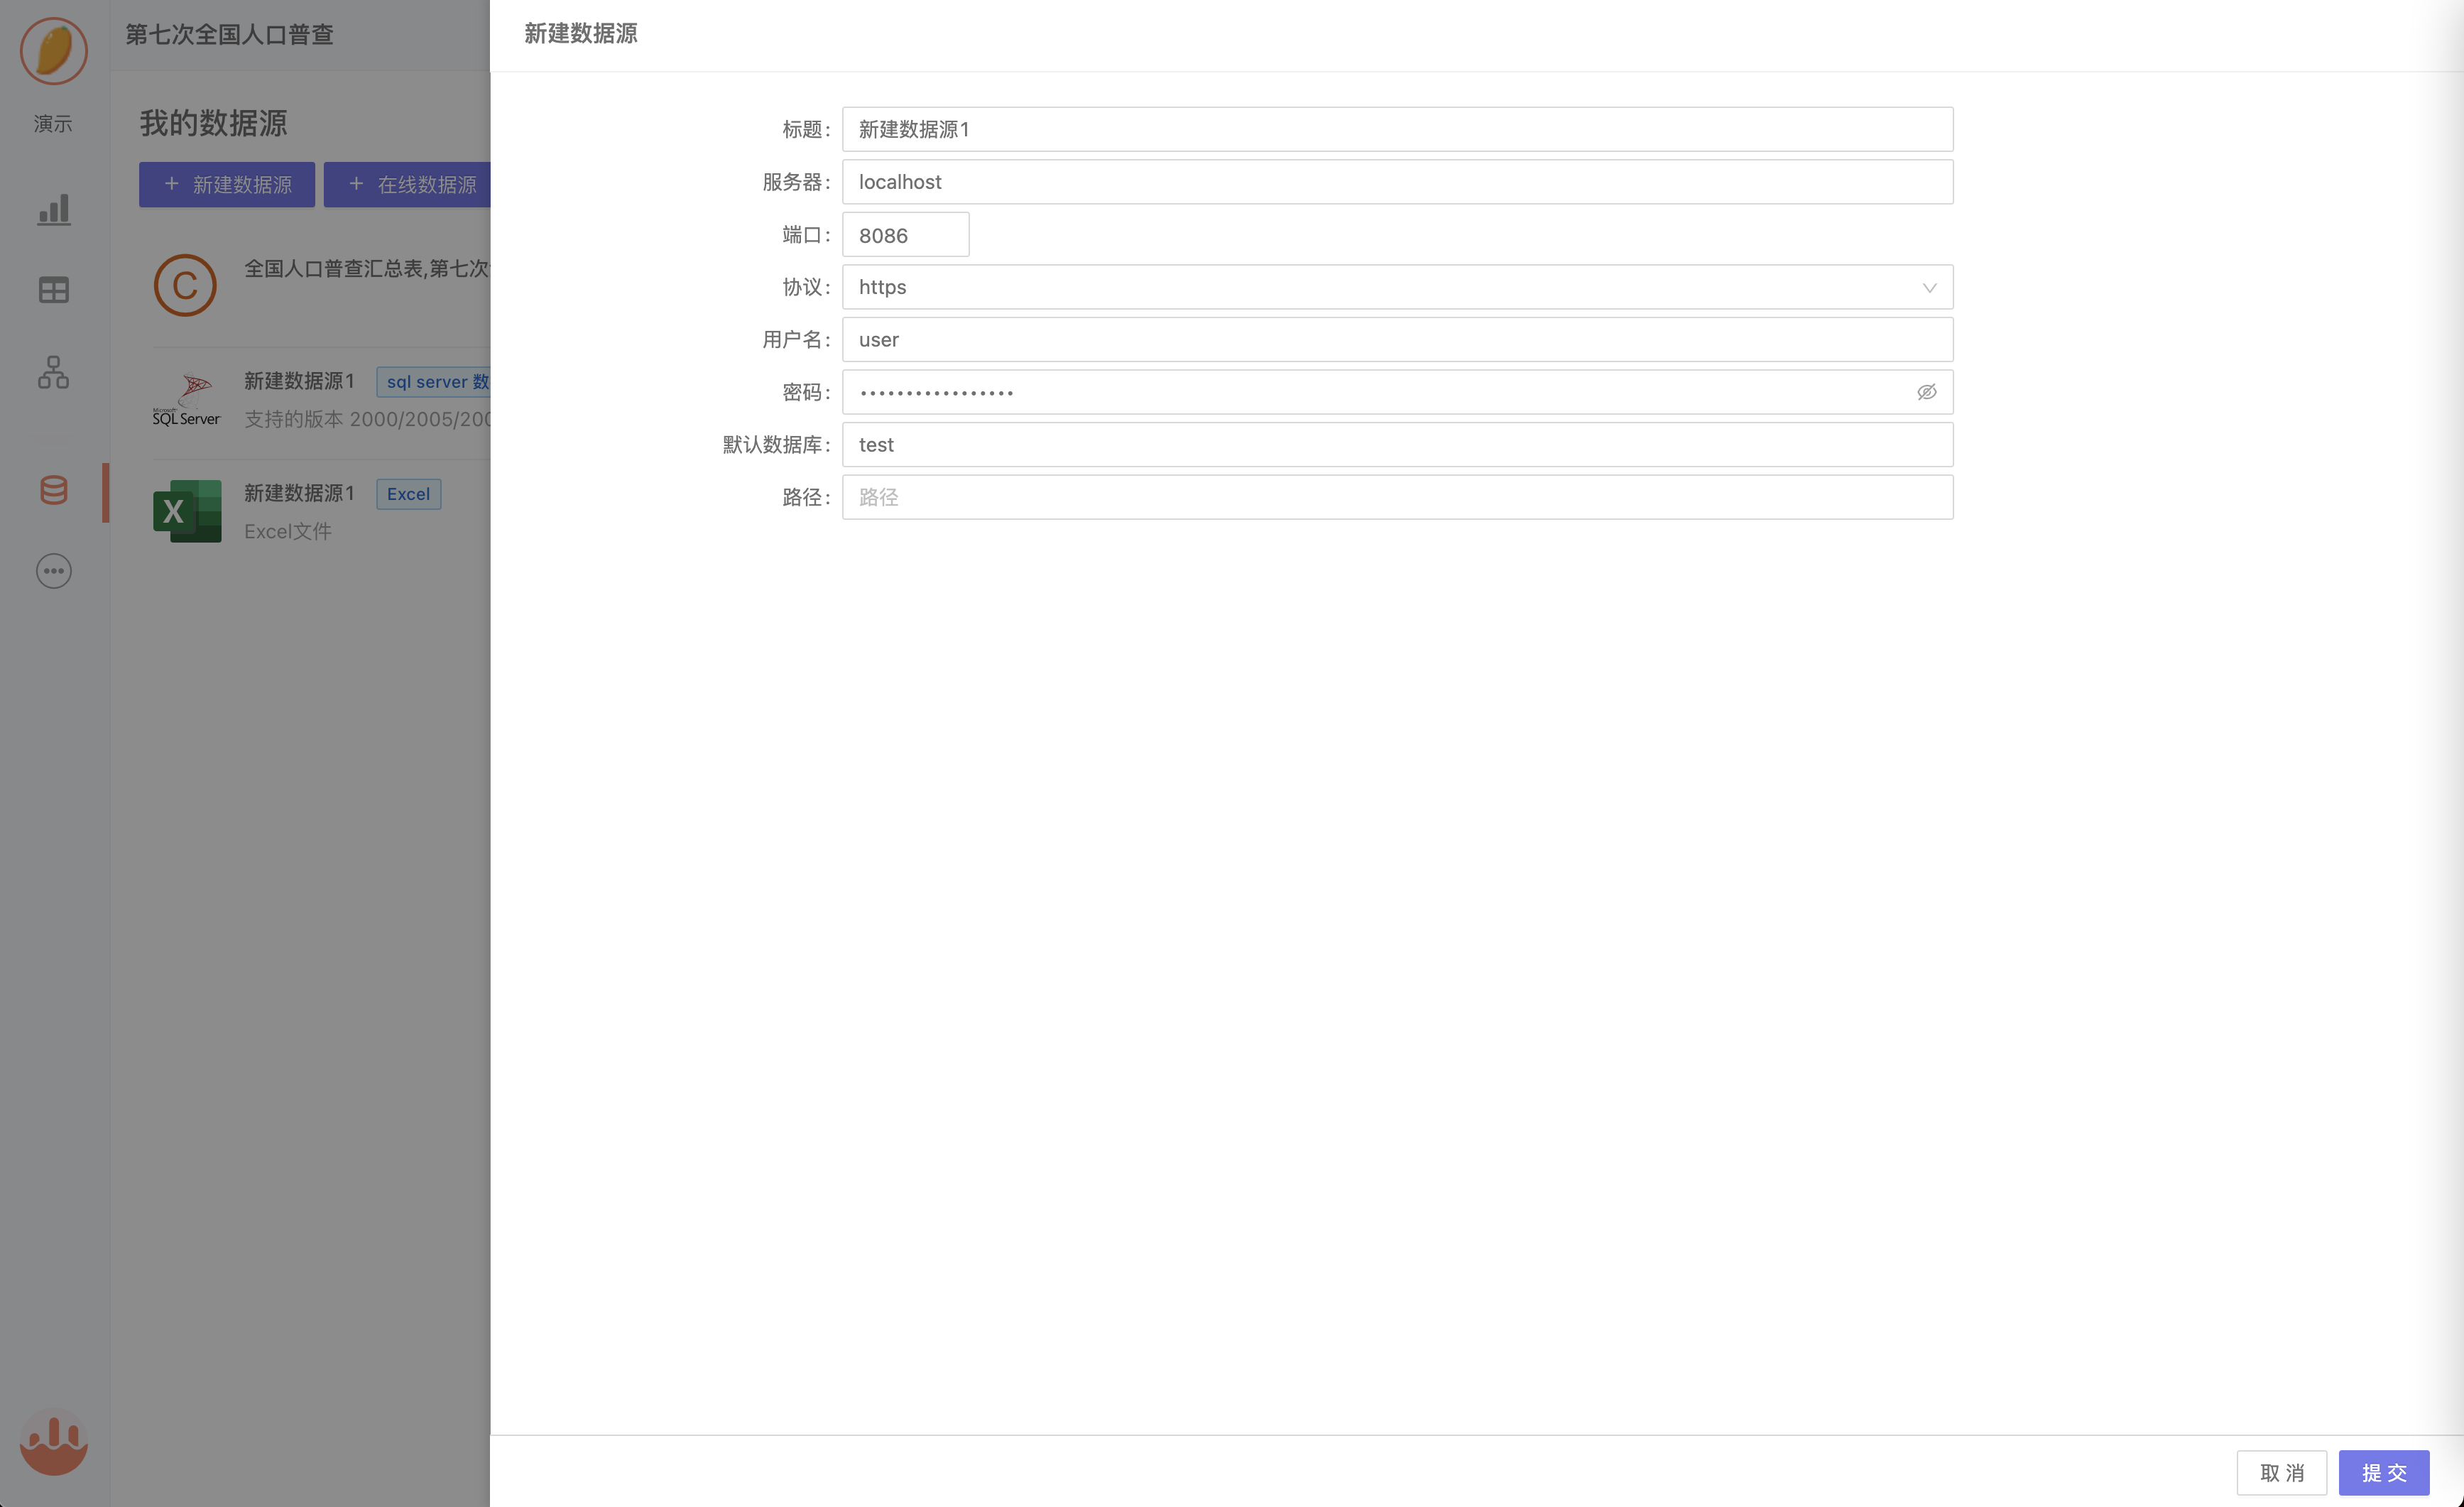 第七次全国人口普查
演示
我的数据源
+ 新建数据源
+ 在线数据源
全国人口普查汇总表,第七次
新建数据源1
sql server 数
支持的版本 2000/2005/200
Microsoft
SQL Server
新建数据源1
Excel
Excel文件
新建数据源
标题:
新建数据源1
服务器:
localhost
端口:
8086
协议:
https
用户名:
user
密码:
•••••••••••••••••
默认数据库:
test
路径:
路径
取 消
提 交